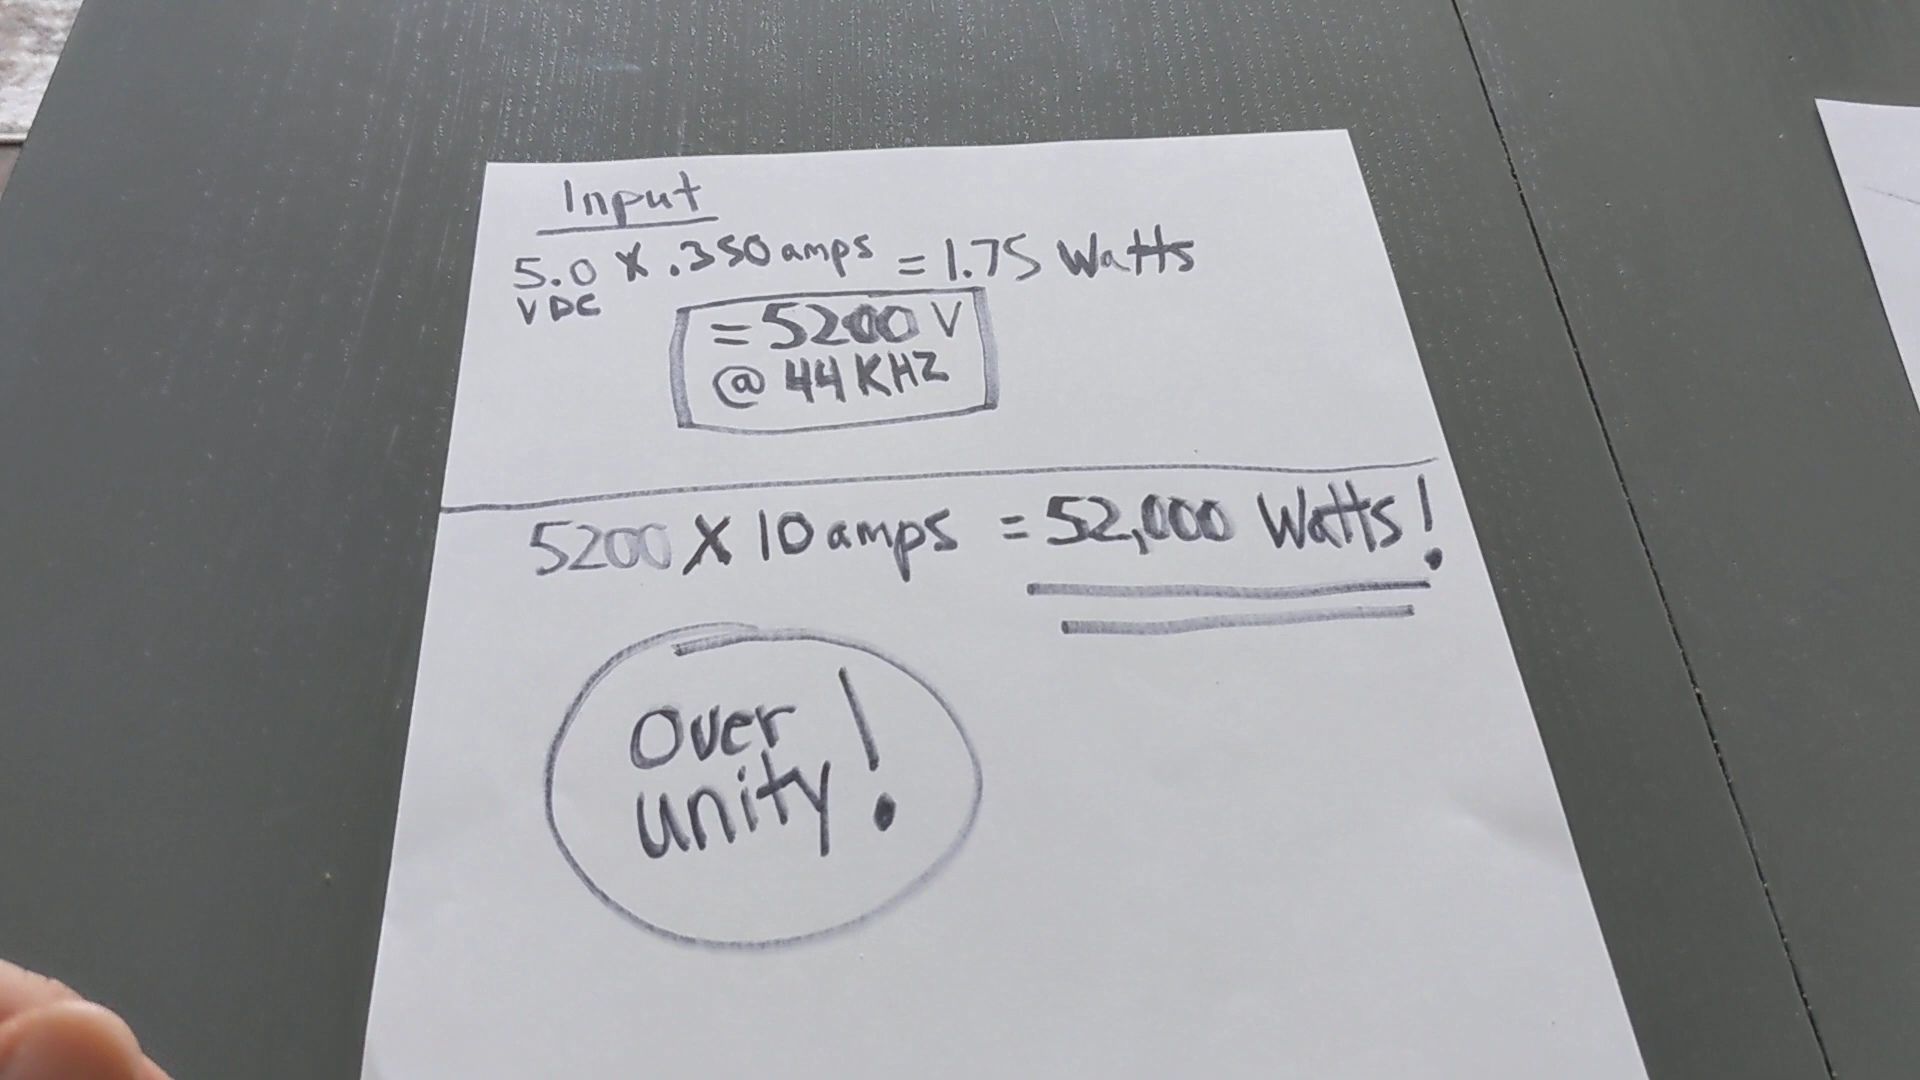 Input
5.0 X .350 amps = 1.75 Watts
VDC
= 5200 V
@ 44 KHZ
5200 X 10 amps = 52,000 Watts!
Over
unity!